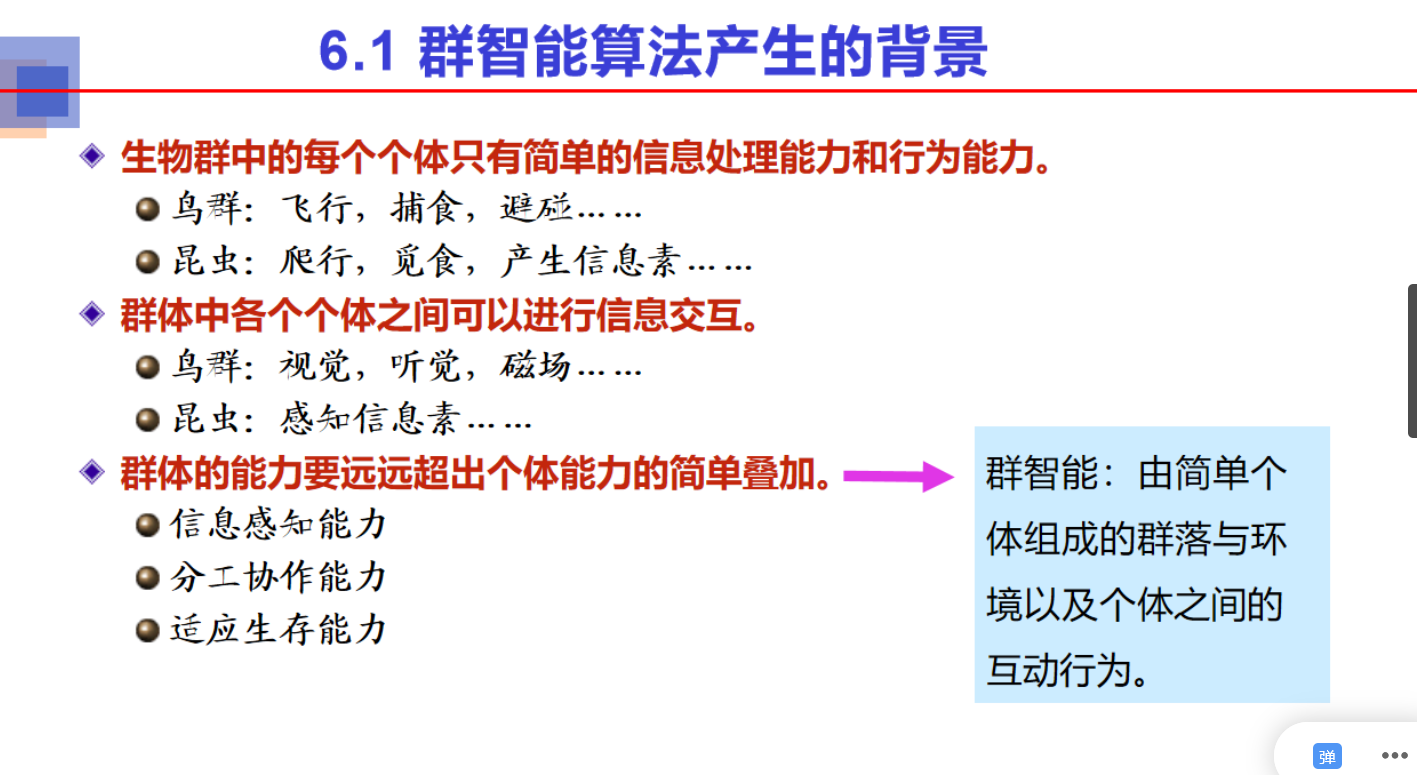 6.1 群智能算法产生的背景
生物群中的每个个体只有简单的信息处理能力和行为能力。
鸟群：飞行，捕食，避碰……
昆虫：爬行，觅食，产生信息素……
群体中各个个体之间可以进行信息交互。
鸟群：视觉，听觉，磁场……
昆虫：感知信息素……
群体的能力要远远超出个体能力的简单叠加。
信息感知能力
分工协作能力
适应生存能力
群智能：由简单个
体组成的群落与环
境以及个体之间的
互动行为。
弹